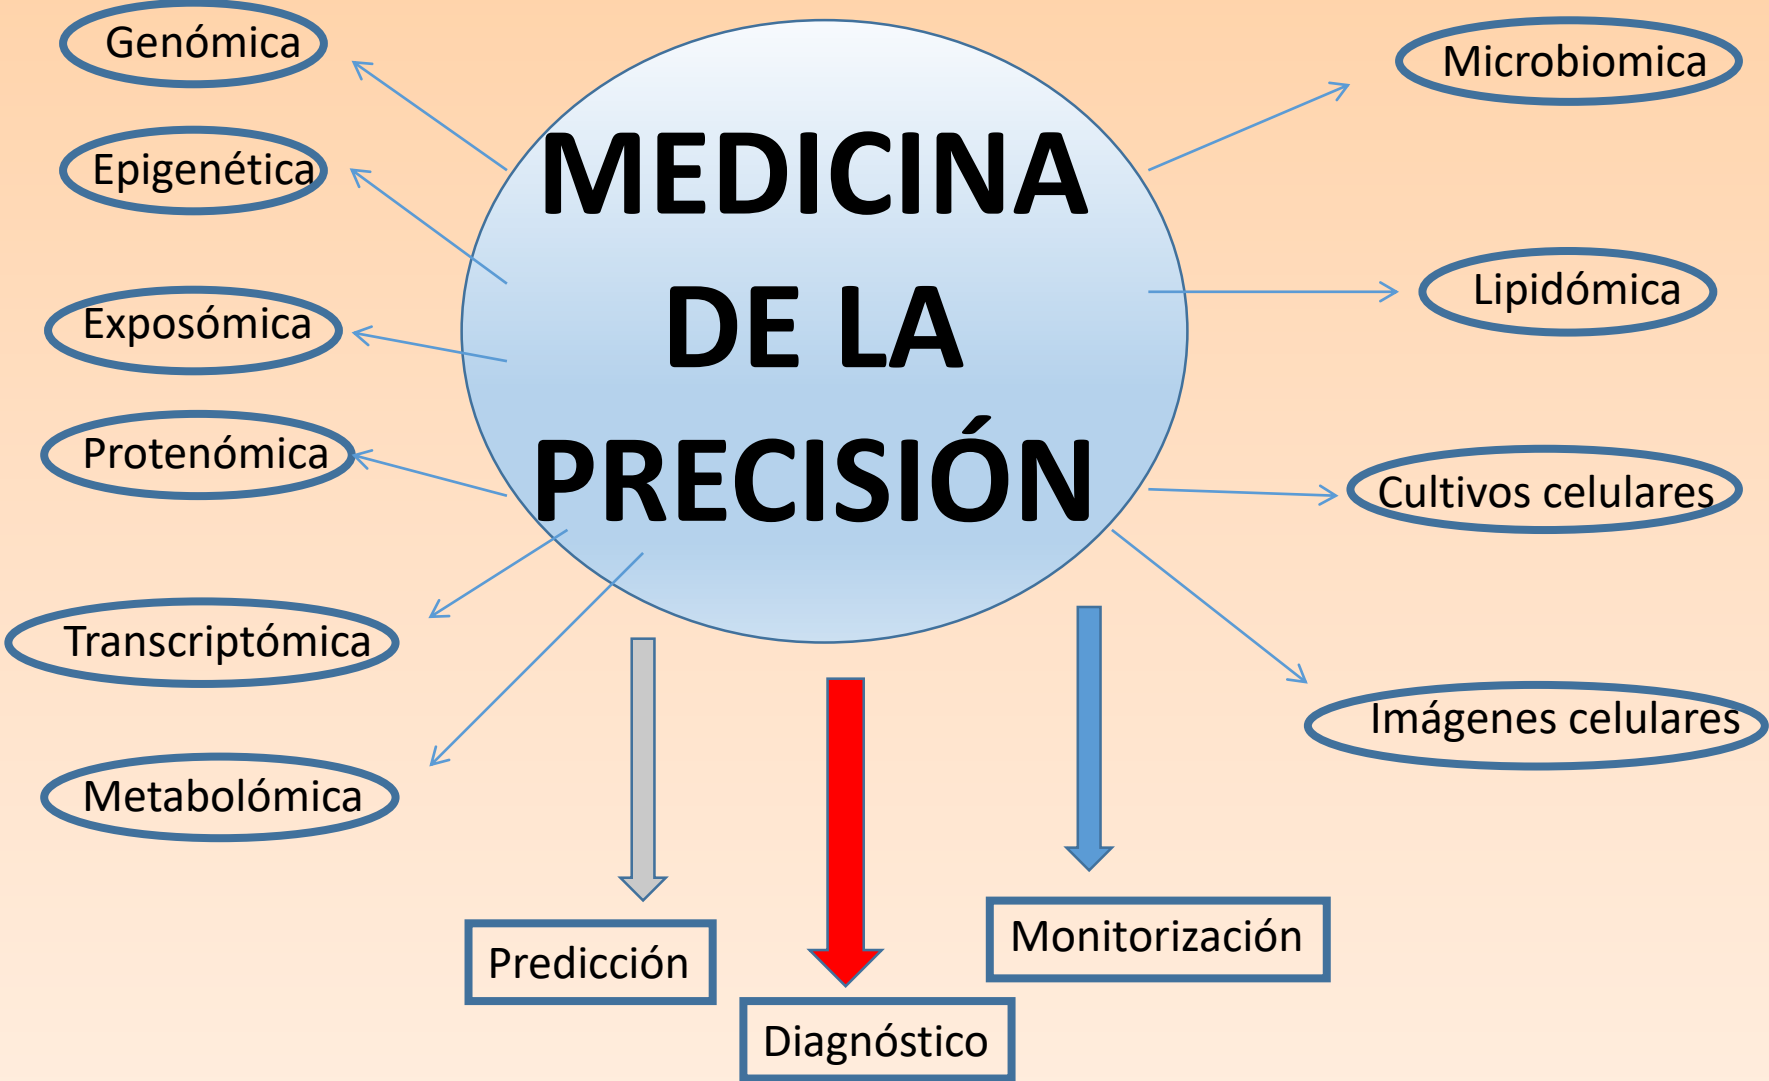 Genómica
Epigenética
Exposómica
Protenómica
Transcriptómica
Metabolómica
MEDICINA
DE LA
PRECISIÓN
Microbiomica
Lipidómica
Cultivos celulares
Imágenes celulares
Predicción
Diagnóstico
Monitorización